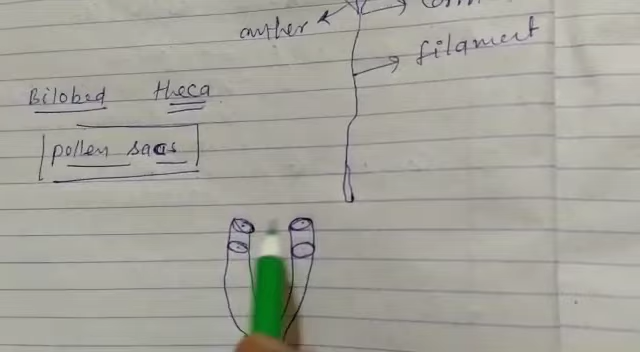 anther
filament
Bilobed theca
pollen sacs